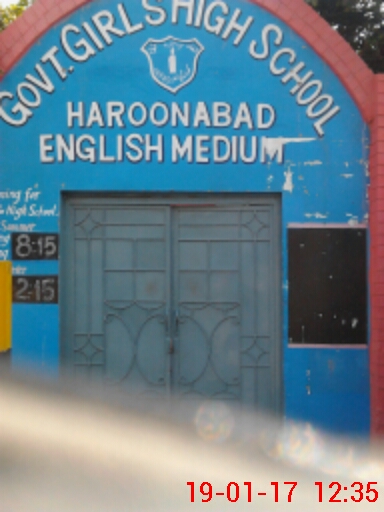 GOVT. GIRLS HIGH SCHOOL
HAROONABAD
ENGLISH MEDIUM
for
High School.
Summer
8-15
2-15
19-01-17 12:35